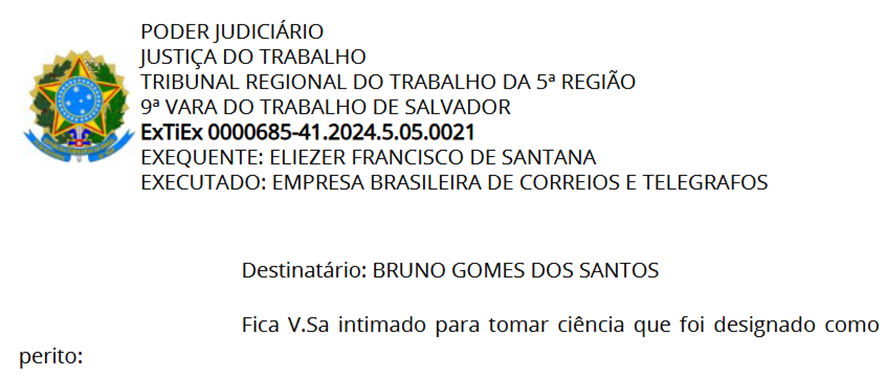 PODER JUDICIÁRIO
JUSTIÇA DO TRABALHO
TRIBUNAL REGIONAL DO TRABALHO DA 5ª REGIÃO
9ª VARA DO TRABALHO DE SALVADOR
ExTiEx 0000685-41.2024.5.05.0021
EXEQUENTE: ELIEZER FRANCISCO DE SANTANA
EXECUTADO: EMPRESA BRASILEIRA DE CORREIOS E TELEGRAFOS
Destinatário: BRUNO GOMES DOS SANTOS
Fica V.Sa intimado para tomar ciência que foi designado como
perito: